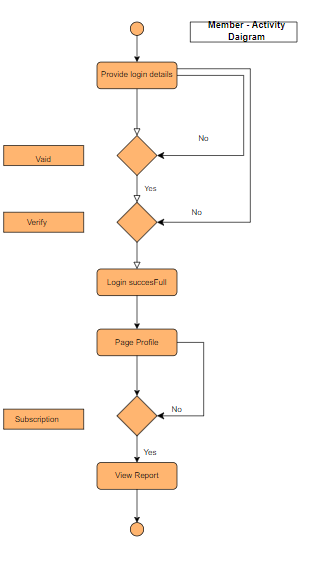 Member - Activity
Daigram
Provide login details
No
Vaid
Yes
No
Verify
Login succesFull
Page Profile
No
Subscription
Yes
View Report